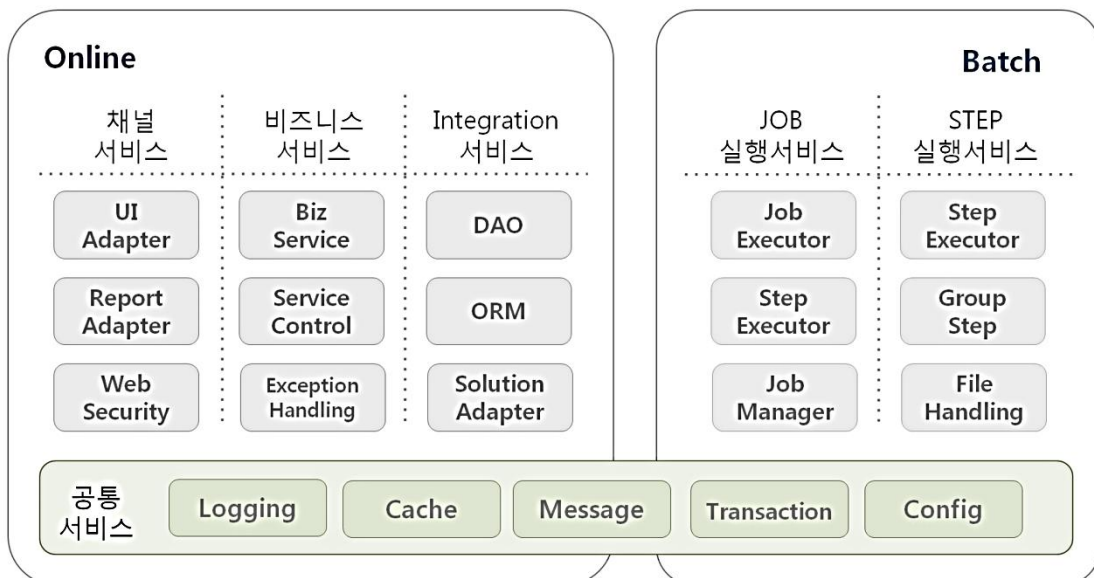 Online
채널
서비스
비즈니스
서비스
Integration
서비스
UI
Adapter
Biz
Service
DAO
Report
Adapter
Service
Control
ORM
Web
Security
Exception
Handling
Solution
Adapter
Batch
JOB
실행서비스
STEP
실행서비스
Job
Executor
Step
Executor
Step
Executor
Group
Step
Job
Manager
File
Handling
공통
서비스
Logging
Cache
Message
Transaction
Config